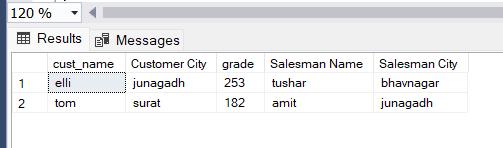 120 %
Results Messages
cust_name Customer City grade Salesman Name Salesman City
1 elli junagadh 253 tushar bhavnagar
2 tom surat 182 amit junagadh